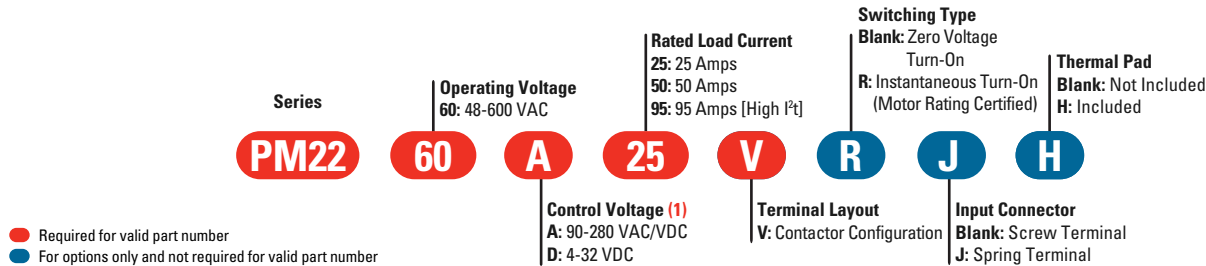 Series
Operating Voltage
60: 48-600 VAC
Rated Load Current
25: 25 Amps
50: 50 Amps
95: 95 Amps [High I²t]
Switching Type
Blank: Zero Voltage
Turn-On
R: Instantaneous Turn-On
(Motor Rating Certified)
Thermal Pad
Blank: Not Included
H: Included
PM22 60 A 25 V R J H
Control Voltage (1)
A: 90-280 VAC/VDC
D: 4-32 VDC
Terminal Layout
V: Contactor Configuration
Input Connector
Blank: Screw Terminal
J: Spring Terminal
Required for valid part number
For options only and not required for valid part number